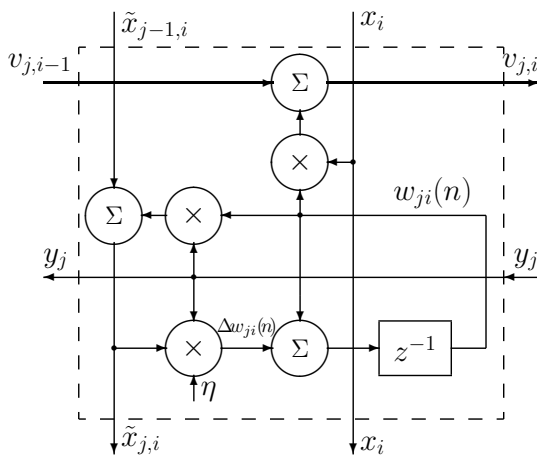 x̃_{j-1,i}
x_i
v_{j,i-1}
Σ
v_{j,i}
×
w_{ji}(n)
Σ
×
y_j
y_j
×
Δw_{ji}(n)
Σ
z^{-1}
η
x̃_{j,i}
x_i